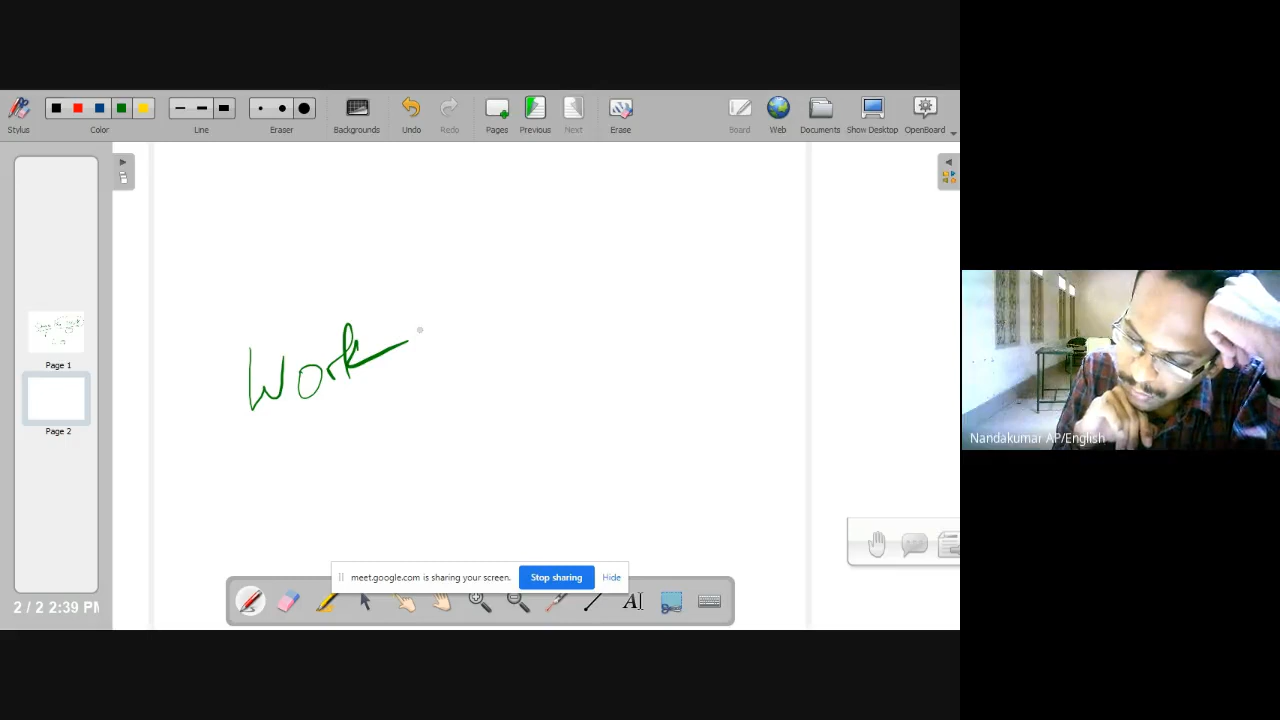 Stylus Color Line Eraser Backgrounds Undo Redo Pages Previous Next Erase Board Web Documents Show Desktop OpenBoard
Page 1
Page 2
Work
Nandakumar AP/English
meet.google.com is sharing your screen. Stop sharing Hide
2 / 2 2:39 PM